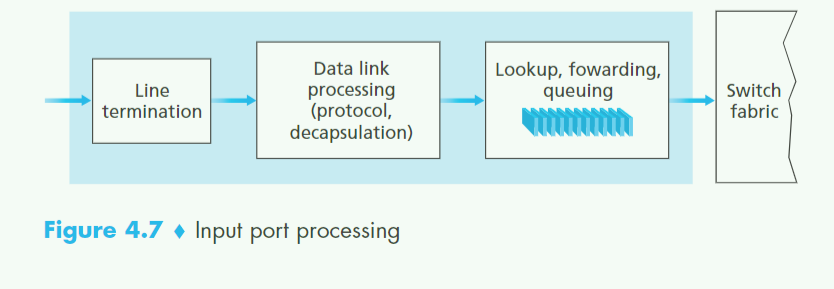 Line
termination
Data link
processing
(protocol,
decapsulation)
Lookup, fowarding,
queuing
Switch
fabric
Figure 4.7 ♦ Input port processing